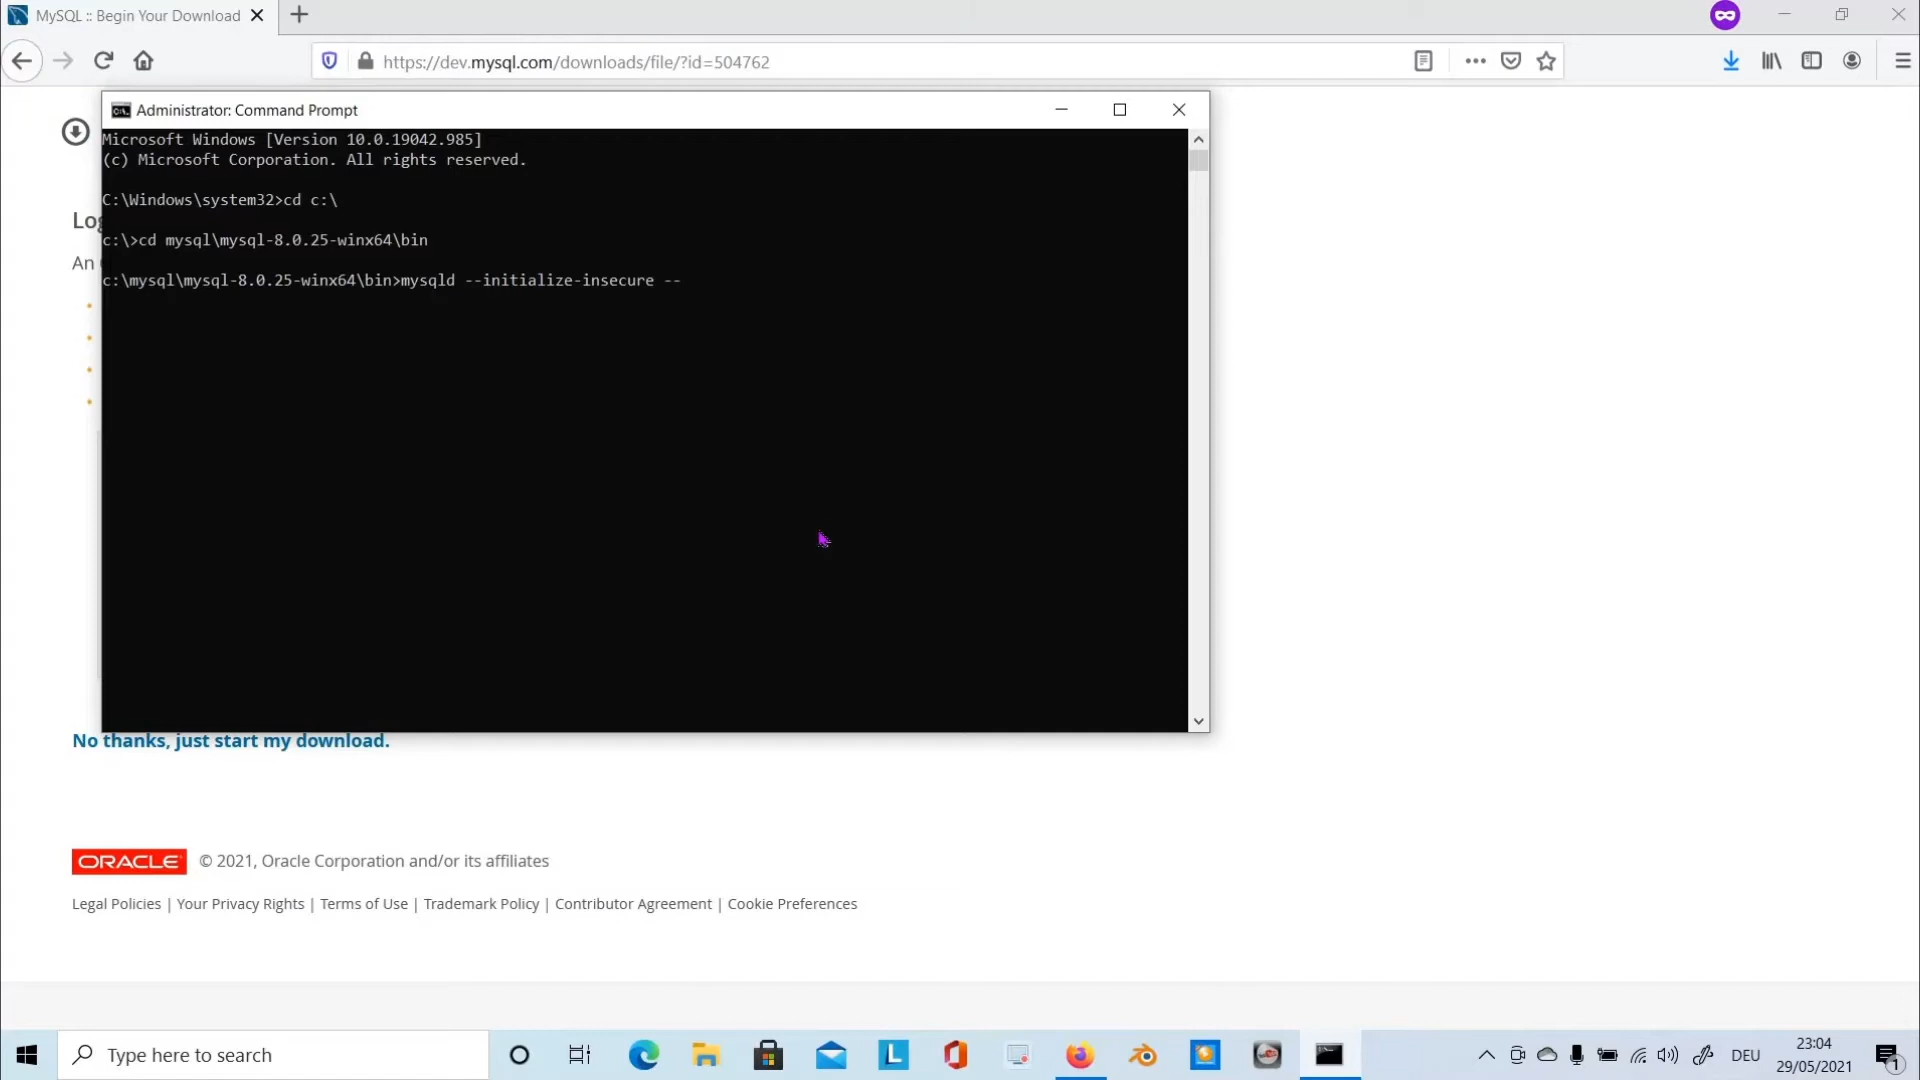 MySQL :: Begin Your Download
https://dev.mysql.com/downloads/file/?id=504762
Administrator: Command Prompt
Microsoft Windows [Version 10.0.19042.985]
(c) Microsoft Corporation. All rights reserved.
C:\Windows\system32>cd c:\
c:\>cd mysql\mysql-8.0.25-winx64\bin
c:\mysql\mysql-8.0.25-winx64\bin>mysqld --initialize-insecure --
No thanks, just start my download.
ORACLE © 2021, Oracle Corporation and/or its affiliates
Legal Policies | Your Privacy Rights | Terms of Use | Trademark Policy | Contributor Agreement | Cookie Preferences
Type here to search
DEU
23:04
29/05/2021
1